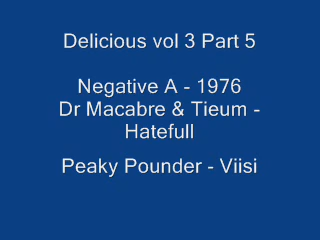 Delicious vol 3 Part 5
Negative A - 1976
Dr Macabre & Tieum -
Hatefull
Peaky Pounder - Viisi